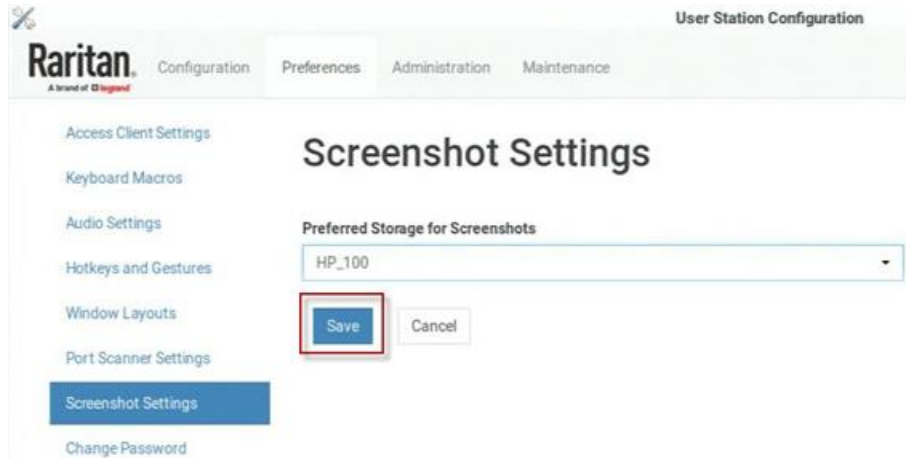 User Station Configuration
Raritan.
A brand of legrand
Configuration Preferences Administration Maintenance
Access Client Settings
Keyboard Macros
Audio Settings
Hotkeys and Gestures
Window Layouts
Port Scanner Settings
Screenshot Settings
Change Password
Screenshot Settings
Preferred Storage for Screenshots
HP_100
Save Cancel